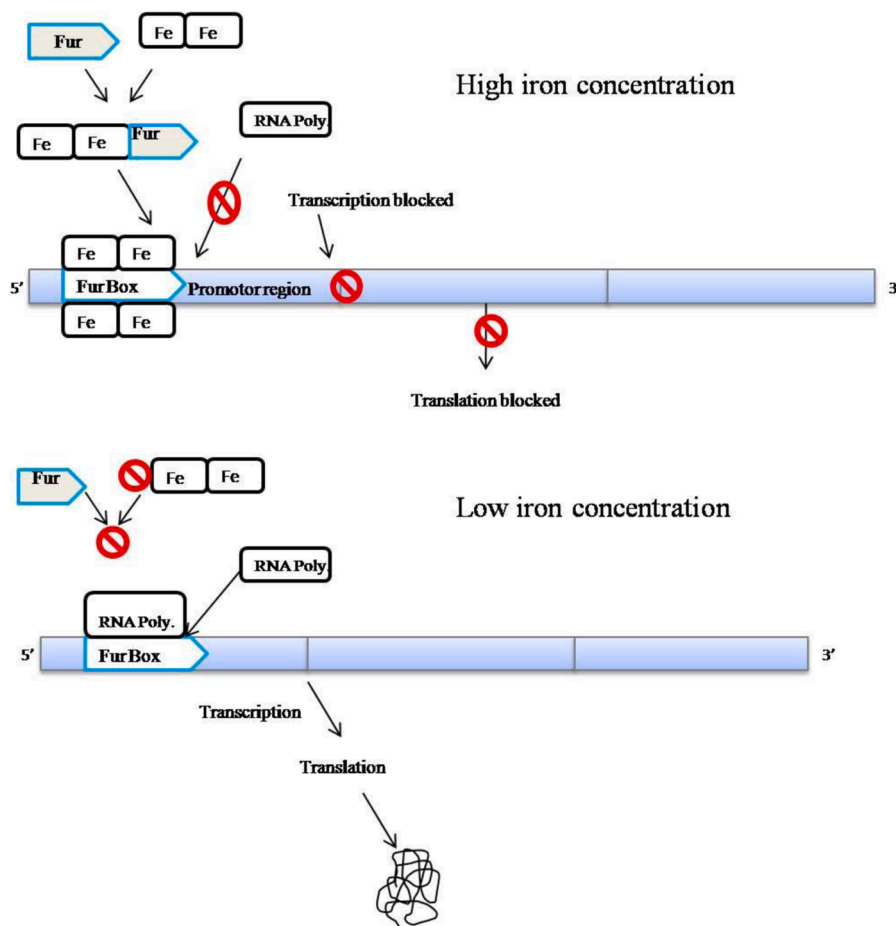 Fur
Fe Fe
High iron concentration
RNA Poly.
Fe Fe Fur
Transcription blocked
Fe Fe
5’ Fur Box Promotor region 3
Fe Fe
Translation blocked
Fur
Fe Fe
Low iron concentration
RNA Poly.
RNA Poly.
5’ Fur Box 3’
Transcription
Translation